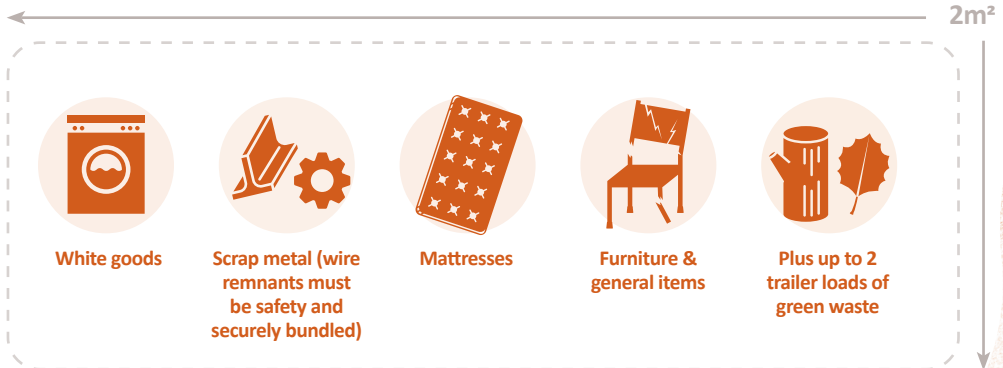 2m²
White goods
Scrap metal (wire
remnants must
be safety and
securely bundled)
Mattresses
Furniture &
general items
Plus up to 2
trailer loads of
green waste